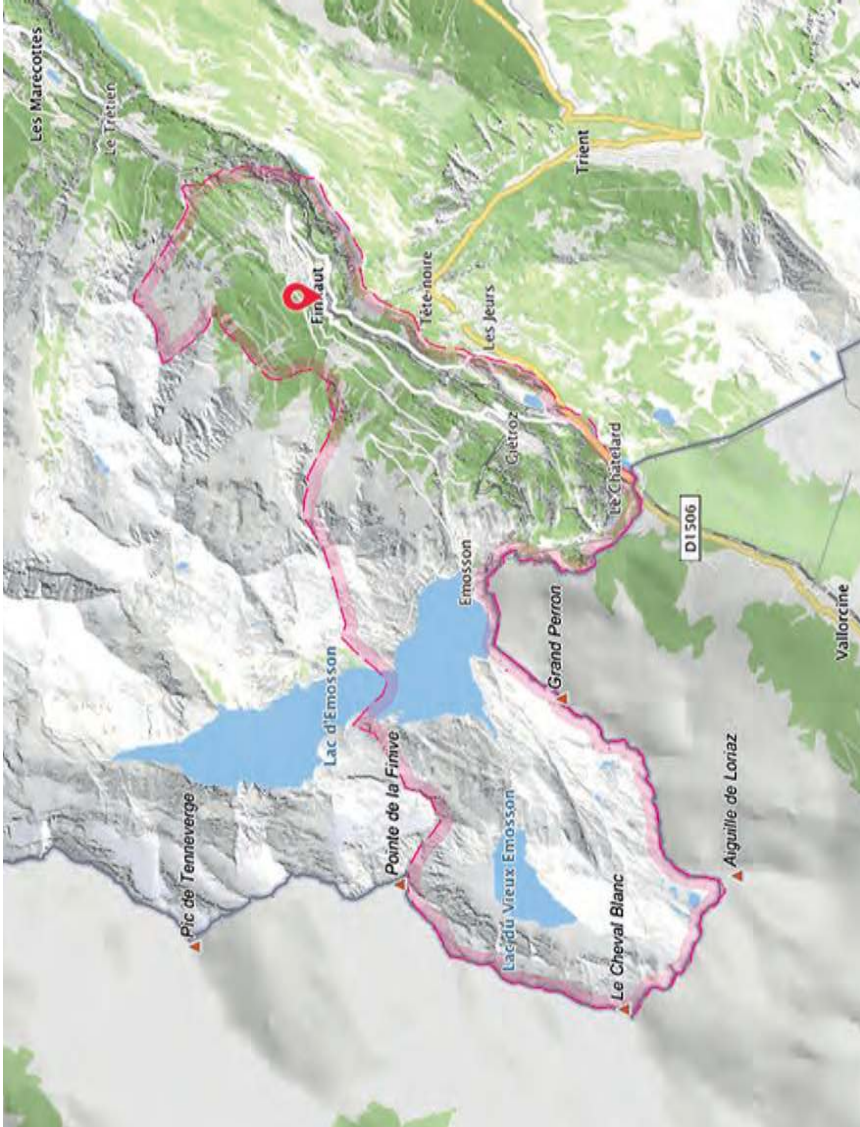 Les Marécottes
Le Trétien
Pic de Tenneverge
Finhaut
Lac d'Emosson
Pointe de la Finive
Tête-noire
Emosson
Les Jeurs
Lac du Vieux Emosson
Giétroz
Grand Perron
Trient
Le Châtelard
Le Cheval Blanc
D1506
Aiguille de Loriaz
Vallorcine